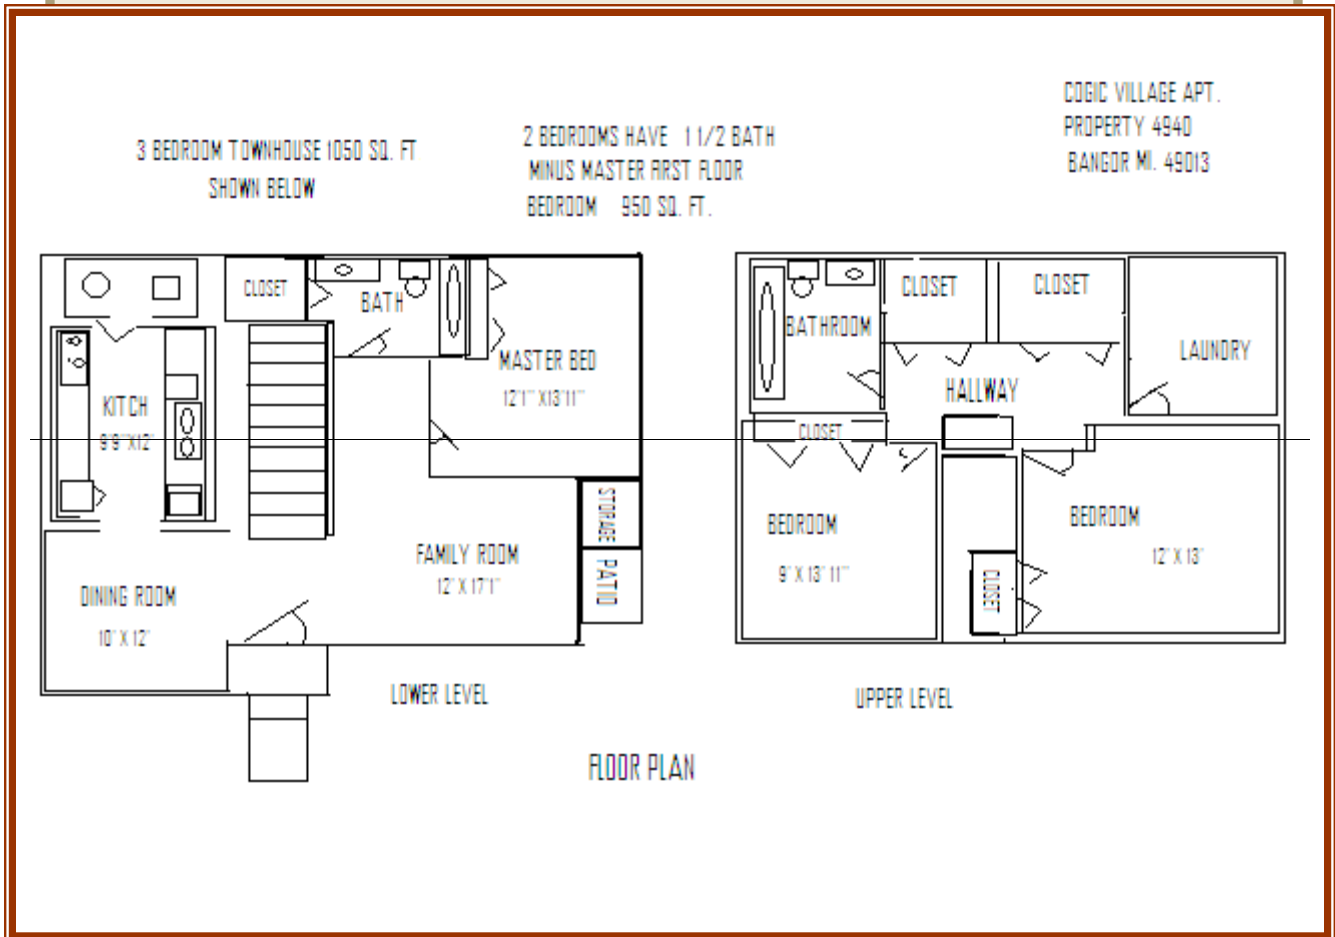 3 BEDROOM TOWNHOUSE 1050 SQ. FT
SHOWN BELOW
2 BEDROOMS HAVE 1 1/2 BATH
MINUS MASTER FIRST FLOOR
BEDROOM 950 SQ. FT.
COGIC VILLAGE APT.
PROPERTY 4940
BANGOR MI. 49013
CLOSET
BATH
MASTER BED
12'1" X13'11"
KITCH
9'9"X12'
STORAGE
PATIO
FAMILY ROOM
12' X 17'1"
DINING ROOM
10' X 12'
LOWER LEVEL
BATHROOM
CLOSET
CLOSET
LAUNDRY
HALLWAY
CLOSET
BEDROOM
9' X 13' 11"
CLOSET
BEDROOM
12' X 13'
UPPER LEVEL
FLOOR PLAN